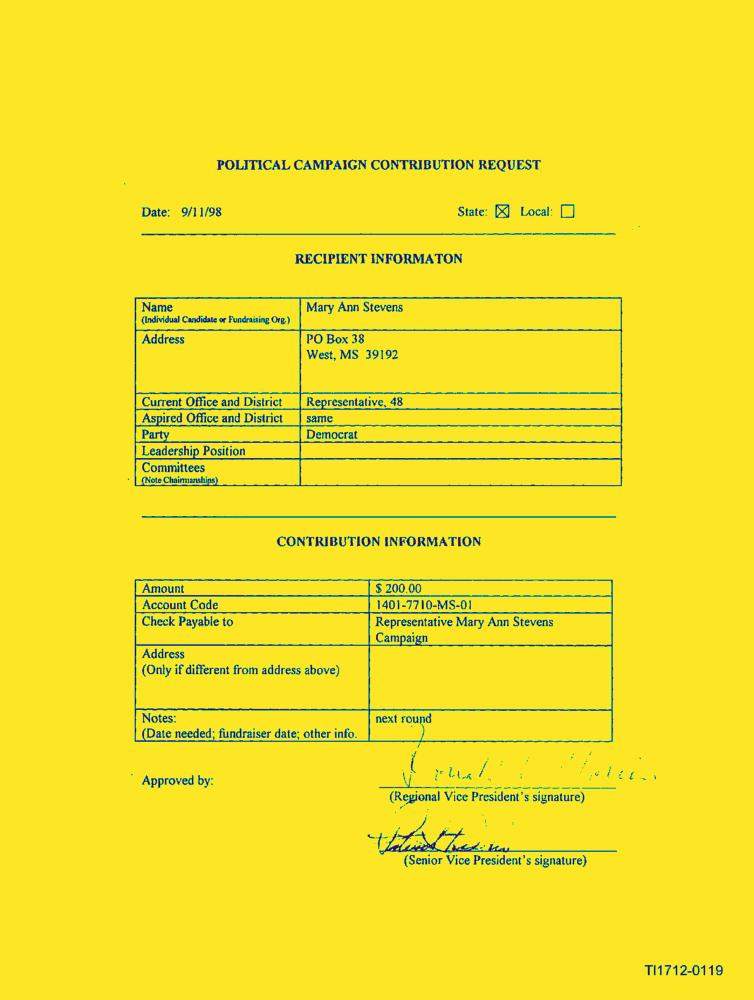 POLITICAL CAMPAIGN CONTRIBUTION REQUEST
Date: 9/11/98 State: ☒ Local: ☐
RECIPIENT INFORMATON
Name Mary Ann Stevens
(Individual Candidate or Fundraising Org.)
Address PO Box 38
West, MS 39192
Current Office and District Representative, 48
Aspired Office and District same
Party Democrat
Leadership Position
Committees
(Note Chairmanships)
CONTRIBUTION INFORMATION
Amount $ 200.00
Account Code 1401-7710-MS-01
Check Payable to Representative Mary Ann Stevens
Campaign
Address
(Only if different from address above)
Notes: next round
(Date needed; fundraiser date; other info.
Approved by:
(Regional Vice President's signature)
(Senior Vice President's signature)
TI1712-0119